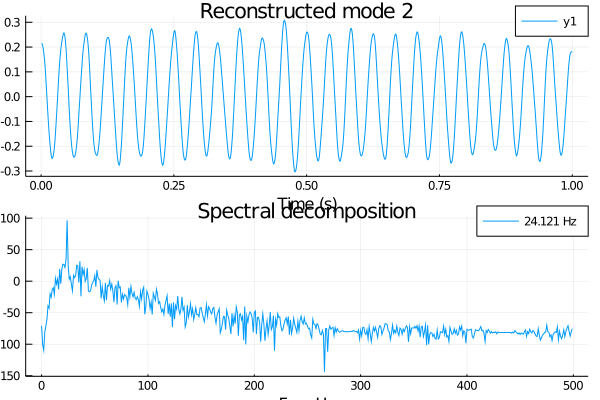 Reconstructed mode 2
y1
0.3
0.2
0.1
0.0
-0.1
-0.2
-0.3
0.00 0.25 0.50 0.75 1.00
Time (s)
Spectral decomposition
24.121 Hz
100
50
0
-50
100
150
0 100 200 300 400 500